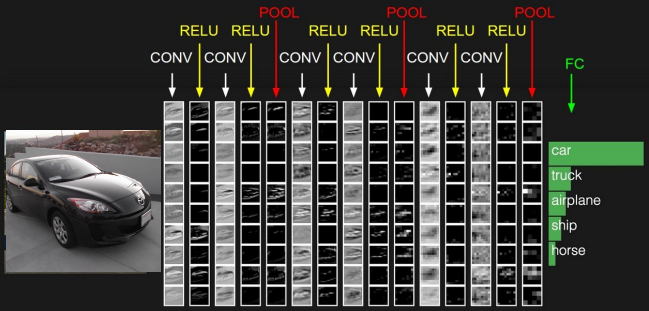 POOL POOL POOL
RELU RELU RELU RELU RELU RELU
CONV CONV CONV CONV CONV CONV
FC
car
truck
airplane
ship
horse